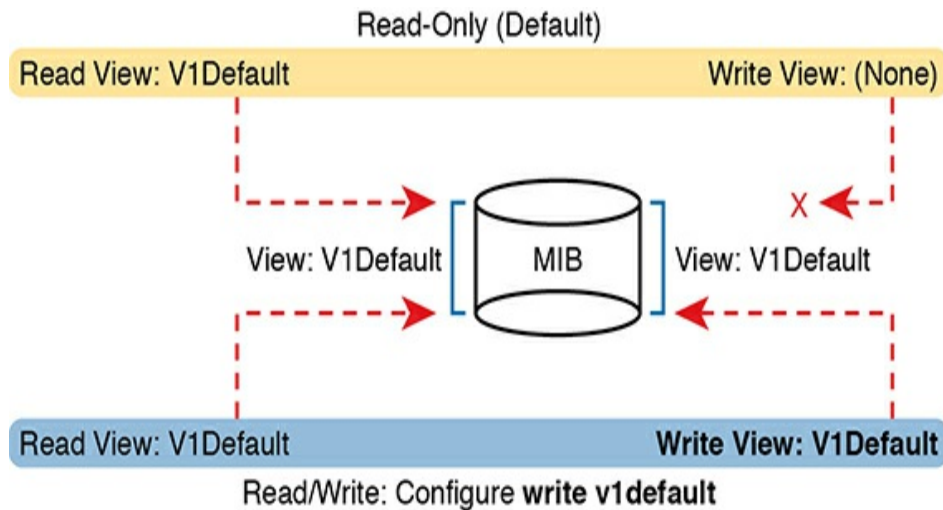 Read-Only (Default)
Read View: V1Default
Write View: (None)
X
View: V1Default
MIB
View: V1Default
Read View: V1Default
Write View: V1Default
Read/Write: Configure write v1default